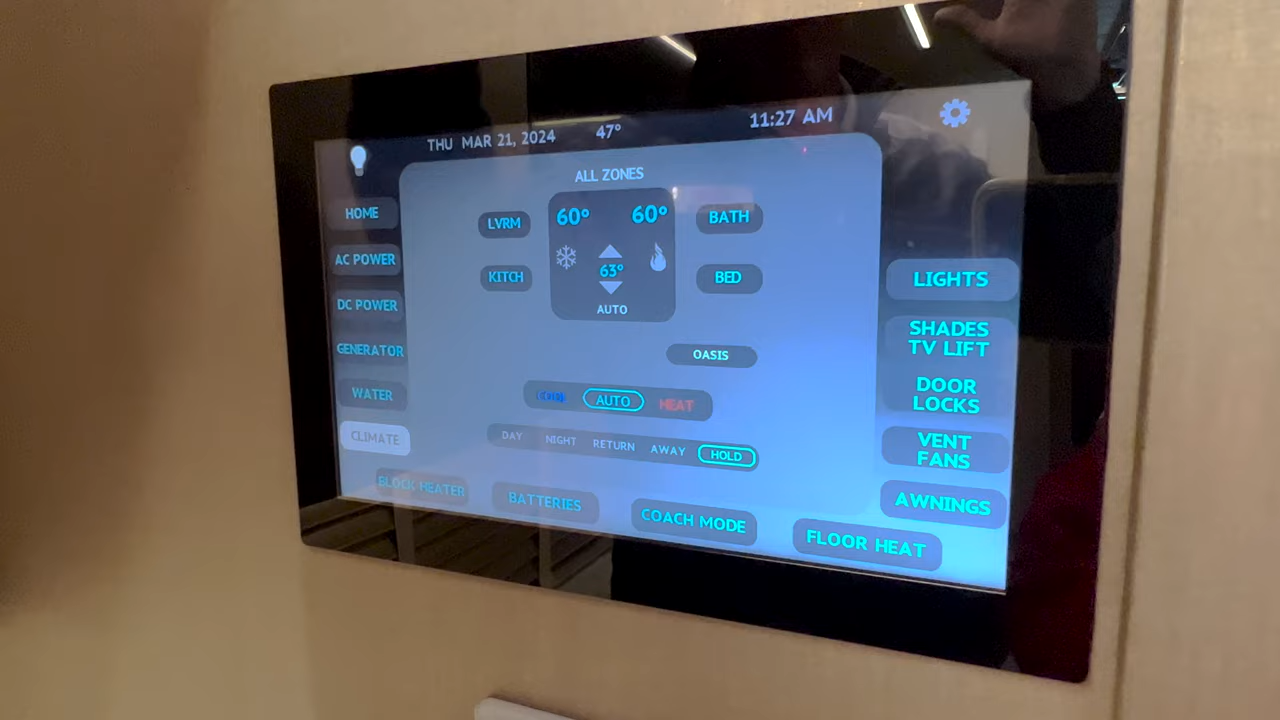 THU MAR 21, 2024
47°
11:27 AM
ALL ZONES
HOME
AC POWER
DC POWER
GENERATOR
WATER
CLIMATE
LVRM
KITCH
60°
60°
63°
AUTO
BATH
BED
OASIS
AUTO
HEAT
DAY
NIGHT
RETURN
AWAY
HOLD
LIGHTS
SHADES
TV LIFT
DOOR
LOCKS
VENT
FANS
AWNINGS
BLOCK HEATER
BATTERIES
COACH MODE
FLOOR HEAT